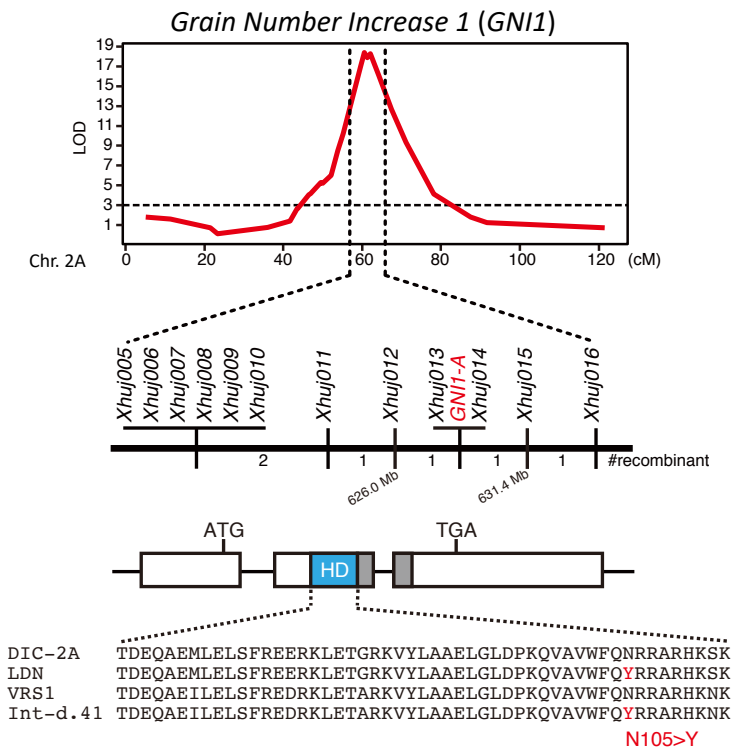 Grain Number Increase 1 (GNI1)
LOD
19
17
15
13
11
9
7
5
3
1
Chr. 2A
0 20 40 60 80 100 120 (cM)
Xhuj005 Xhuj006 Xhuj007 Xhuj008 Xhuj009 Xhuj010 Xhuj011 Xhuj012 Xhuj013 GNI1-A Xhuj014 Xhuj015 Xhuj016
2 1 1 1 1 #recombinant
626.0 Mb 631.4 Mb
ATG TGA
HD
DIC-2A TDEQAEMLELSFREERKLETGRKVYLAAELGLDPKQVAVWFQNRRARHKSK
LDN TDEQAEMLELSFREERKLETGRKVYLAAELGLDPKQVAVWFQYRRARHKSK
VRS1 TDEQAEILELSFREDRKLETARKVYLAAELGLDPKQVAVWFQNRRARHKNK
Int-d.41 TDEQAEILELSFREDRKLETARKVYLAAELGLDPKQVAVWFQYRRARHKNK
N105>Y